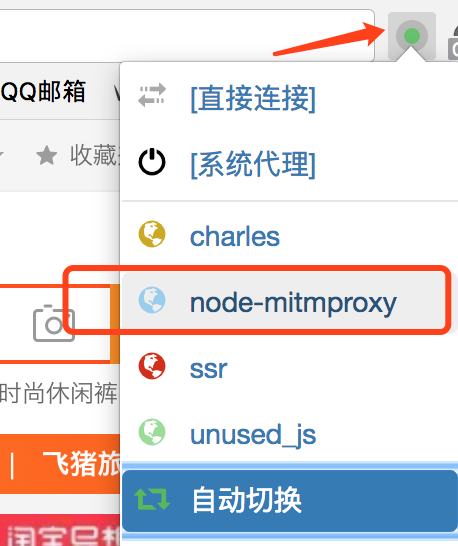 QQ邮箱
[直接连接]
收藏
[系统代理]
charles
node-mitmproxy
ssr
时尚休闲裤
unused_js
飞猪旅
自动切换